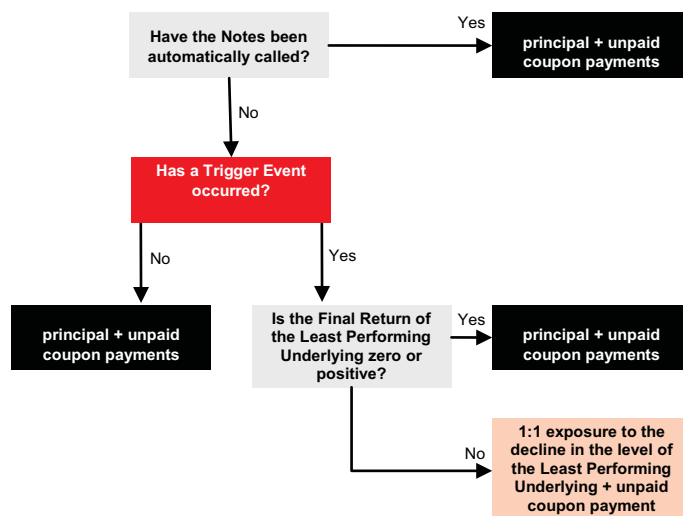 Have the Notes been
automatically called?
Yes
principal + unpaid
coupon payments
No
Has a Trigger Event
occurred?
No
Yes
principal + unpaid
coupon payments
Is the Final Return of
the Least Performing
Underlying zero or
positive?
Yes
principal + unpaid
coupon payments
No
1:1 exposure to the
decline in the level of
the Least Performing
Underlying + unpaid
coupon payment